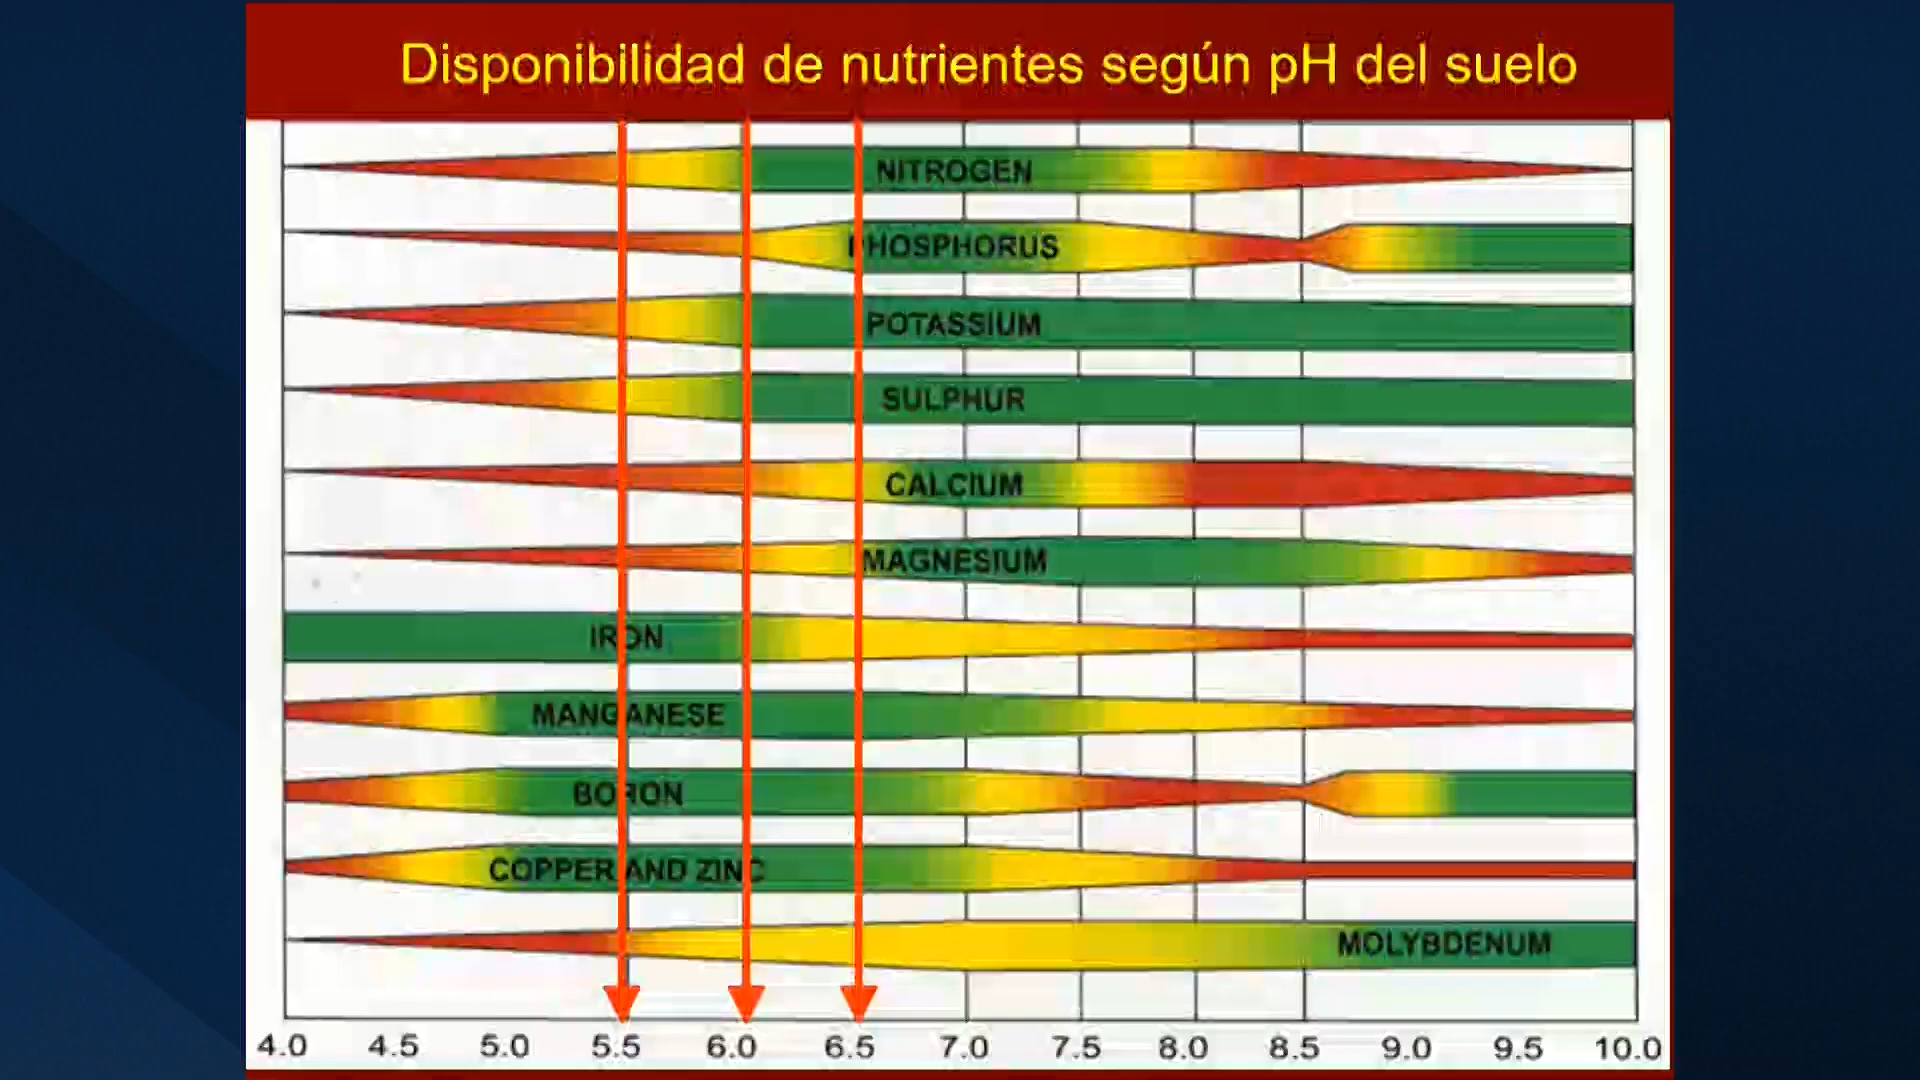 Disponibilidad de nutrientes según pH del suelo
NITROGEN
PHOSPHORUS
POTASSIUM
SULPHUR
CALCIUM
MAGNESIUM
IRON
MANGANESE
BORON
COPPER AND ZINC
MOLYBDENUM
4.0 4.5 5.0 5.5 6.0 6.5 7.0 7.5 8.0 8.5 9.0 9.5 10.0